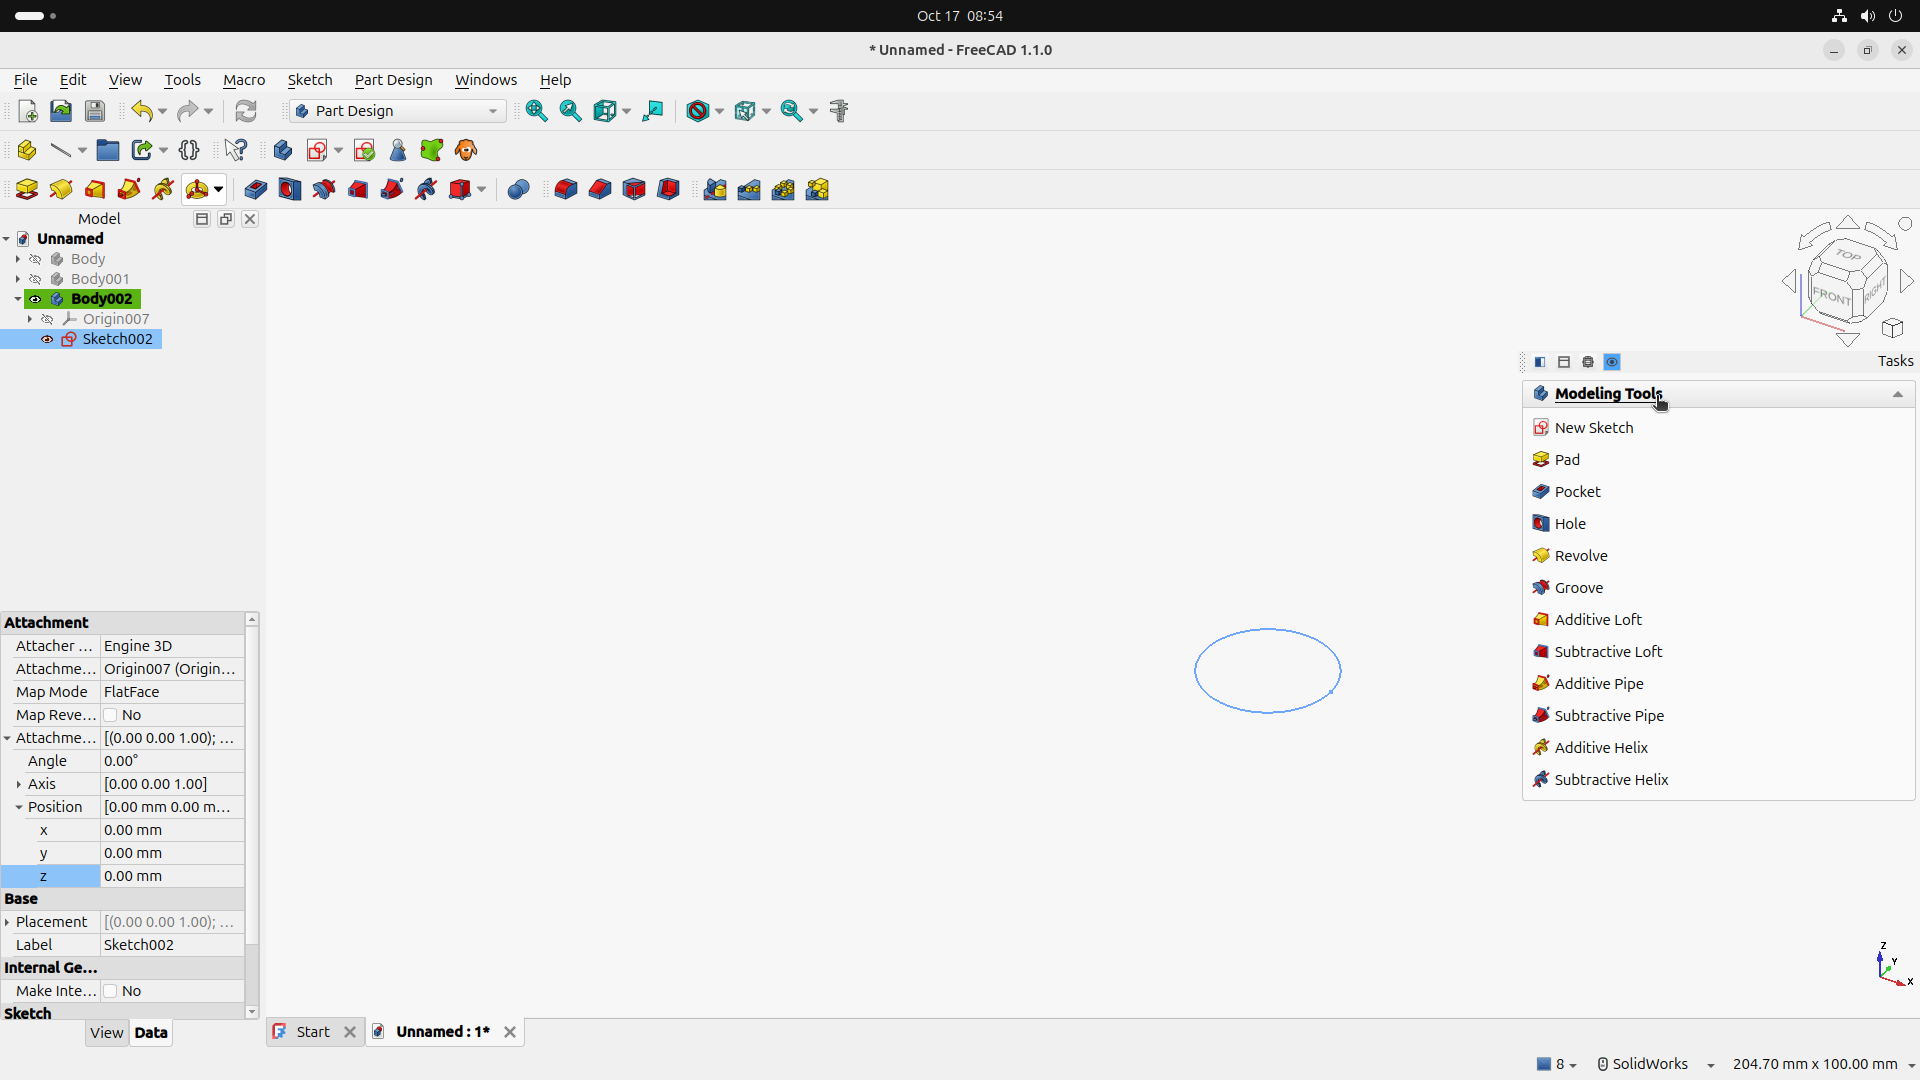 Oct 17 08:54
* Unnamed - FreeCAD 1.1.0
File Edit View Tools Macro Sketch Part Design Windows Help
Part Design
Model
Unnamed
Body
Body001
Body002
Origin007
Sketch002
TOP
FRONT
RIGHT
Tasks
Modeling Tools
New Sketch
Pad
Pocket
Hole
Revolve
Groove
Additive Loft
Subtractive Loft
Additive Pipe
Subtractive Pipe
Additive Helix
Subtractive Helix
Attachment
Attacher ... Engine 3D
Attachme... Origin007 (Origin...
Map Mode FlatFace
Map Reve... No
Attachme... [(0.00 0.00 1.00); ...
Angle 0.00°
Axis [0.00 0.00 1.00]
Position [0.00 mm 0.00 m...
x 0.00 mm
y 0.00 mm
z 0.00 mm
Base
Placement [(0.00 0.00 1.00); ...
Label Sketch002
Internal Ge...
Make Inte... No
Sketch
View Data
Start
Unnamed : 1*
Z
Y
X
8
SolidWorks
204.70 mm x 100.00 mm